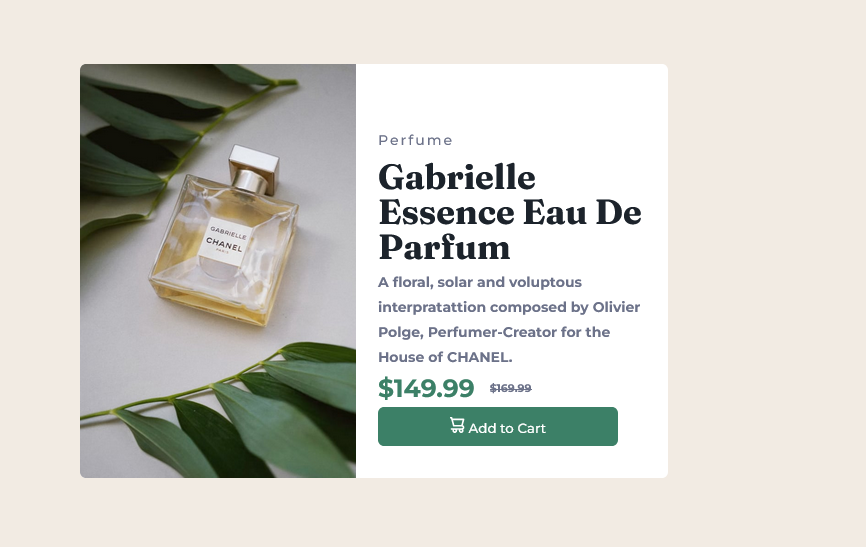 GABRIELLE
CHANEL
PARIS
Perfume
Gabrielle
Essence Eau De
Parfum
A floral, solar and voluptous
interpratattion composed by Olivier
Polge, Perfumer-Creator for the
House of CHANEL.
$149.99 $169.99
Add to Cart